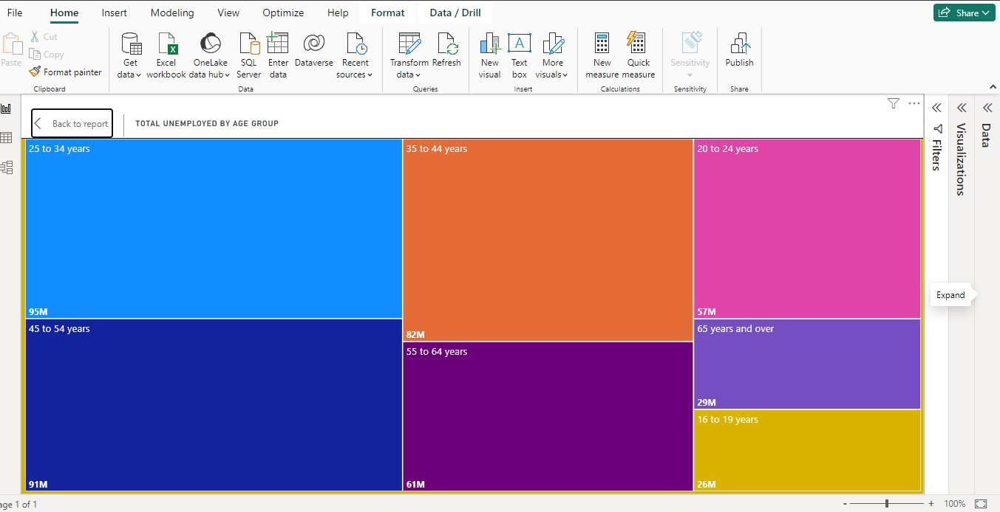 File Home Insert Modeling View Optimize Help Format Data / Drill Share
Paste
Cut
Copy
Format painter
Clipboard
Get data
Excel workbook
OneLake data hub
SQL Server
Enter data
Dataverse
Recent sources
Data
Transform data
Refresh
Queries
New visual
Text box
More visuals
Insert
New measure
Quick measure
Calculations
Sensitivity
Sensitivity
Publish
Share
Back to report
TOTAL UNEMPLOYED BY AGE GROUP
25 to 34 years
95M
45 to 54 years
91M
35 to 44 years
82M
55 to 64 years
61M
20 to 24 years
57M
65 years and over
29M
16 to 19 years
26M
Filters
Visualizations
Data
Expand
age 1 of 1
- + 100%